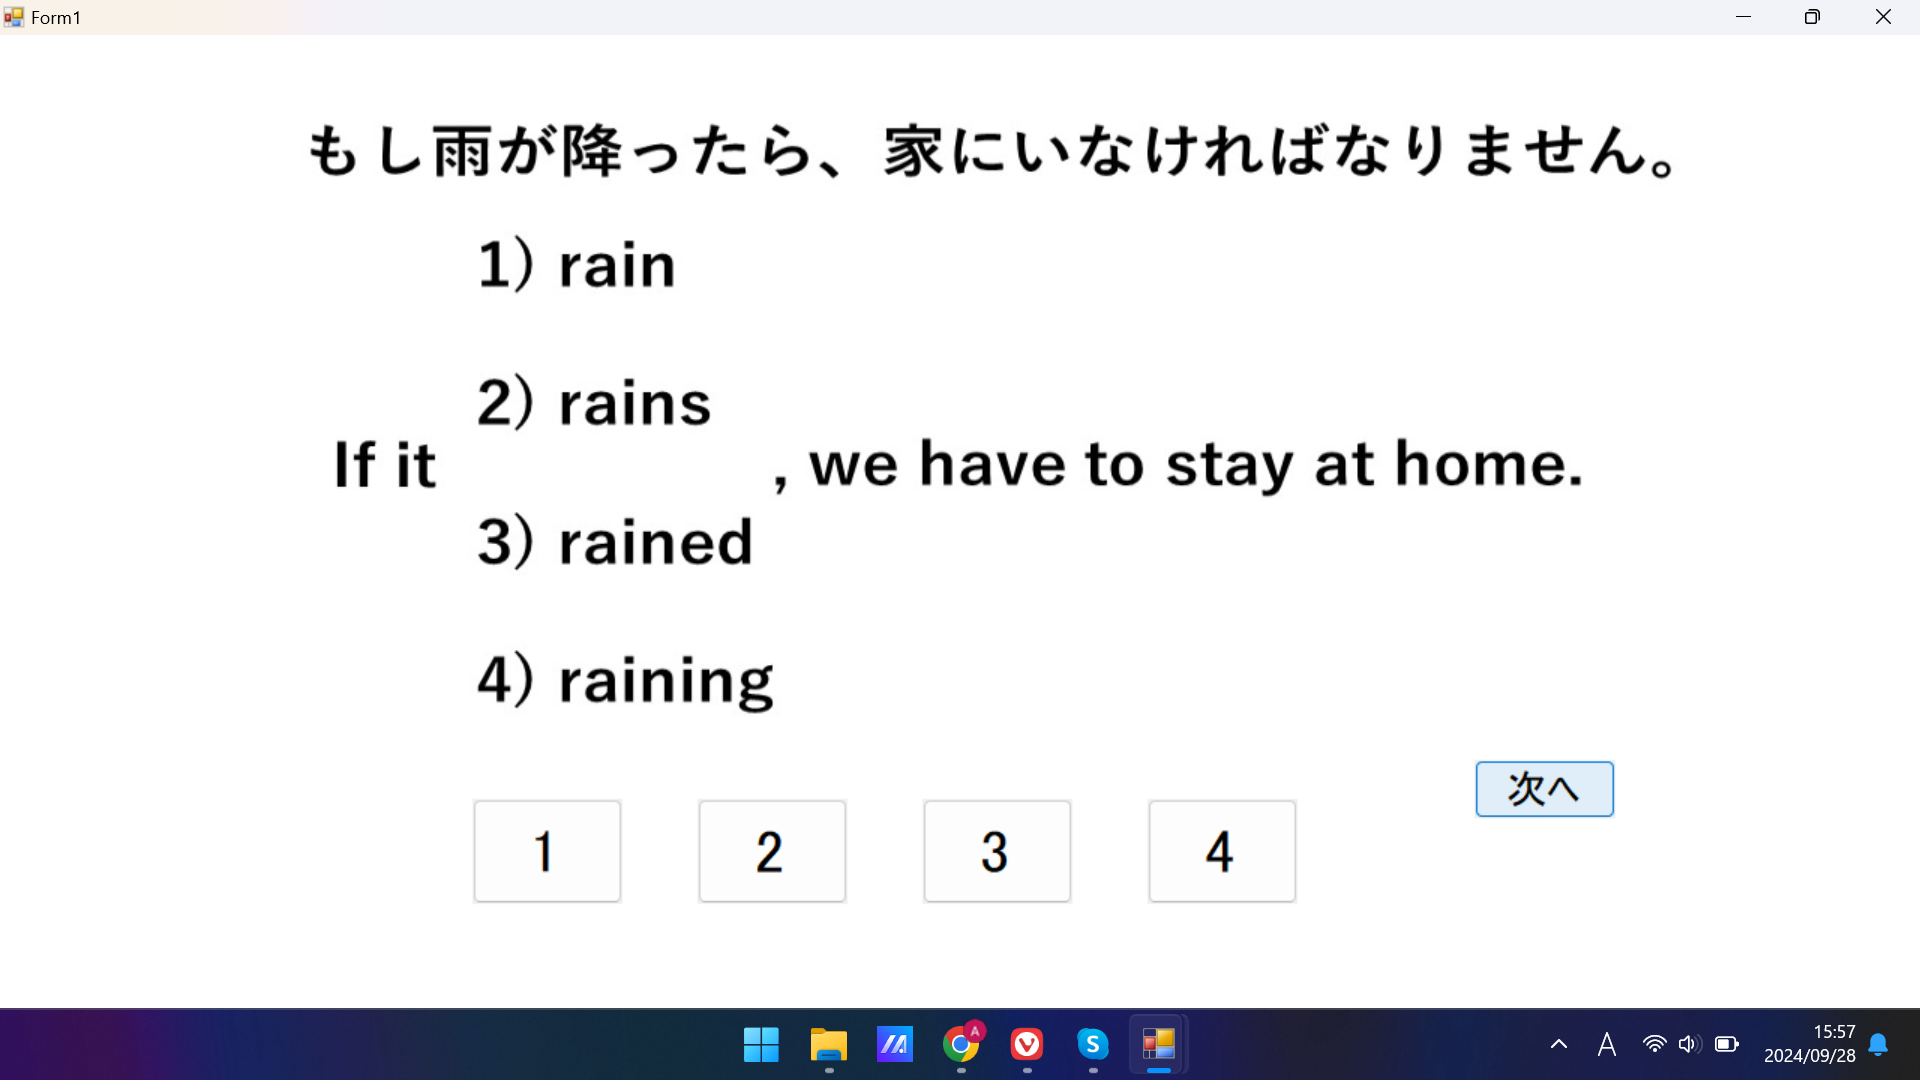 Form1
もし雨が降ったら、家にいなければなりません。
1) rain
2) rains
If it
, we have to stay at home.
3) rained
4) raining
次へ
1 2 3 4
A
S
A
15:57
2024/09/28